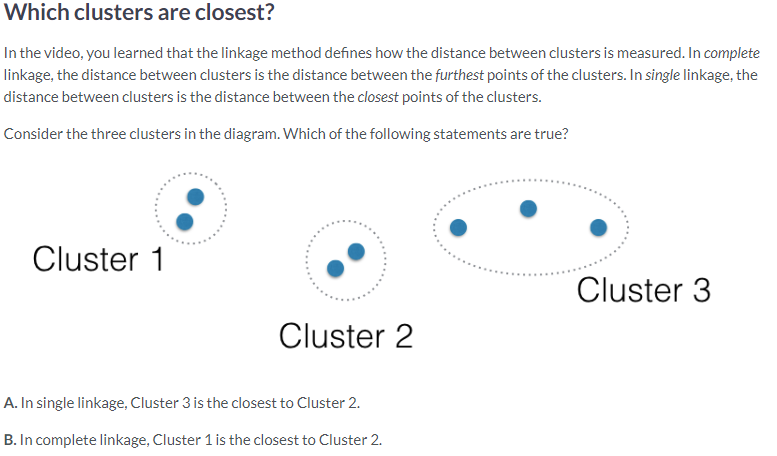 Which clusters are closest?
In the video, you learned that the linkage method defines how the distance between clusters is measured. In complete
linkage, the distance between clusters is the distance between the furthest points of the clusters. In single linkage, the
distance between clusters is the distance between the closest points of the clusters.
Consider the three clusters in the diagram. Which of the following statements are true?
Cluster 1
Cluster 3
Cluster 2
A. In single linkage, Cluster 3 is the closest to Cluster 2.
B. In complete linkage, Cluster 1 is the closest to Cluster 2.